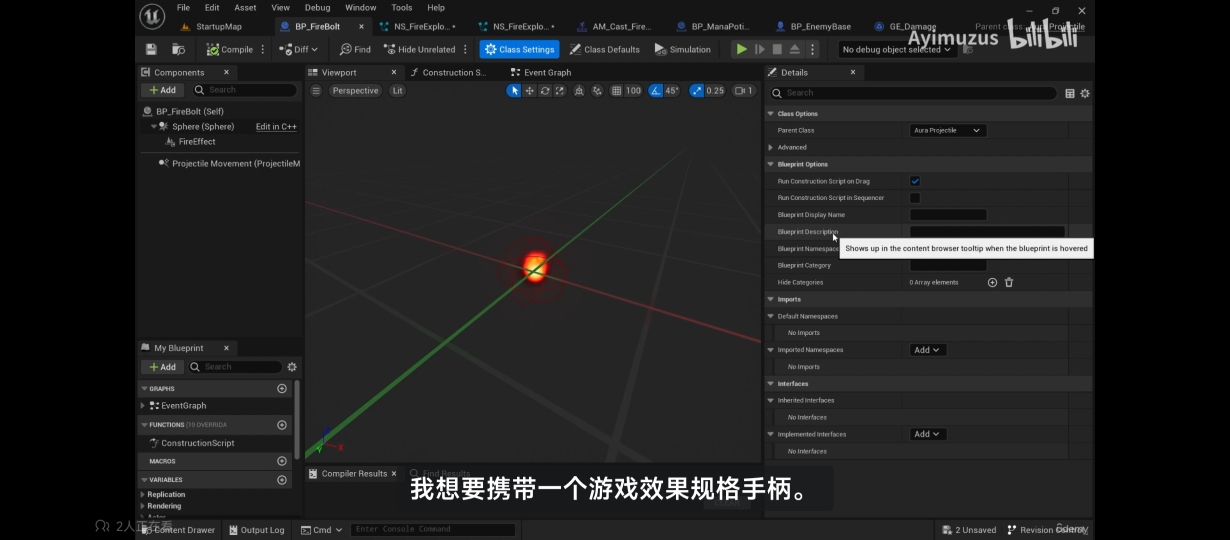 File Edit Asset View Debug Window Tools Help
StartupMap BP_FireBolt NS_FireExplo... NS_FireExplo... AM_Cast_Fire... BP_ManaPoti... BP_EnemyBase GE_Damage Parent class: Aura Projectile
Ayimuzus bilibili
Compile Diff Find Hide Unrelated Class Settings Class Defaults Simulation No debug object selected
Components
Add Search
BP_FireBolt (Self)
Sphere (Sphere) Edit in C++
FireEffect
Projectile Movement (ProjectileM
Viewport Construction S... Event Graph
Perspective Lit 100 45° 0.25 1
Details
Search
Class Options
Parent Class Aura Projectile
Advanced
Blueprint Options
Run Construction Script on Drag
Run Construction Script in Sequencer
Blueprint Display Name
Blueprint Description
Shows up in the content browser tooltip when the blueprint is hovered
Blueprint Namespace
Blueprint Category
Hide Categories 0 Array elements
Imports
Default Namespaces
No Imports
Imported Namespaces Add
No Imports
Interfaces
Inherited Interfaces
No Interfaces
Implemented Interfaces Add
No Interfaces
My Blueprint
Add Search
GRAPHS
EventGraph
FUNCTIONS
ConstructionScript
MACROS
VARIABLES
Replication
Rendering
Compiler Results Find Results
我想要携带一个游戏效果规格手柄。
2人正在看
Content Drawer Output Log Cmd Enter Console Command 2 Unsaved Revision Control